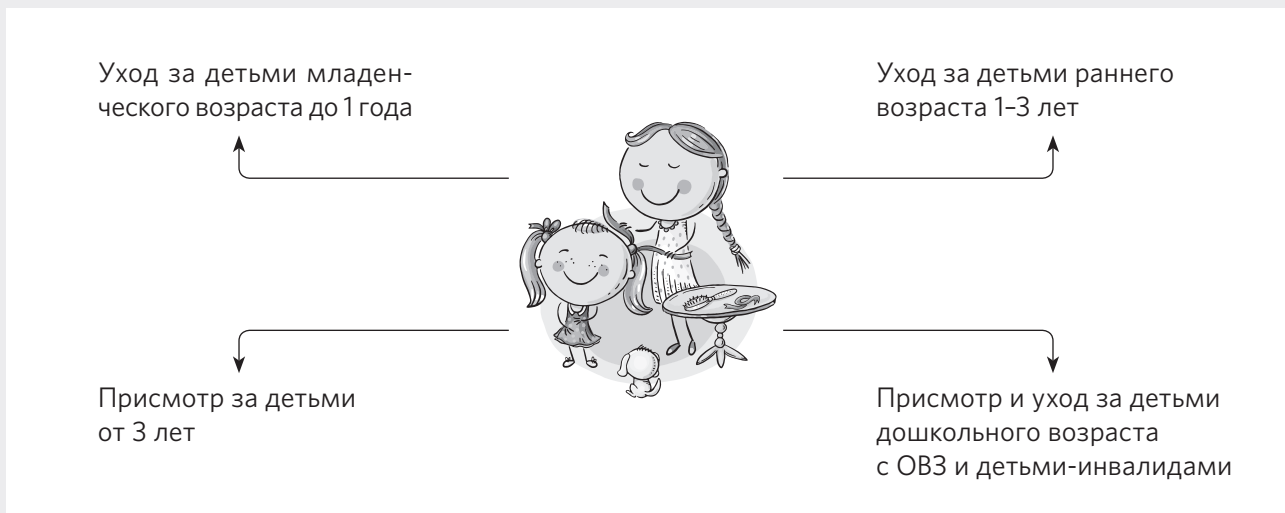 Уход за детьми младен-
ческого возраста до 1 года
Уход за детьми раннего
возраста 1–3 лет
Присмотр за детьми
от 3 лет
Присмотр и уход за детьми
дошкольного возраста
с ОВЗ и детьми-инвалидами